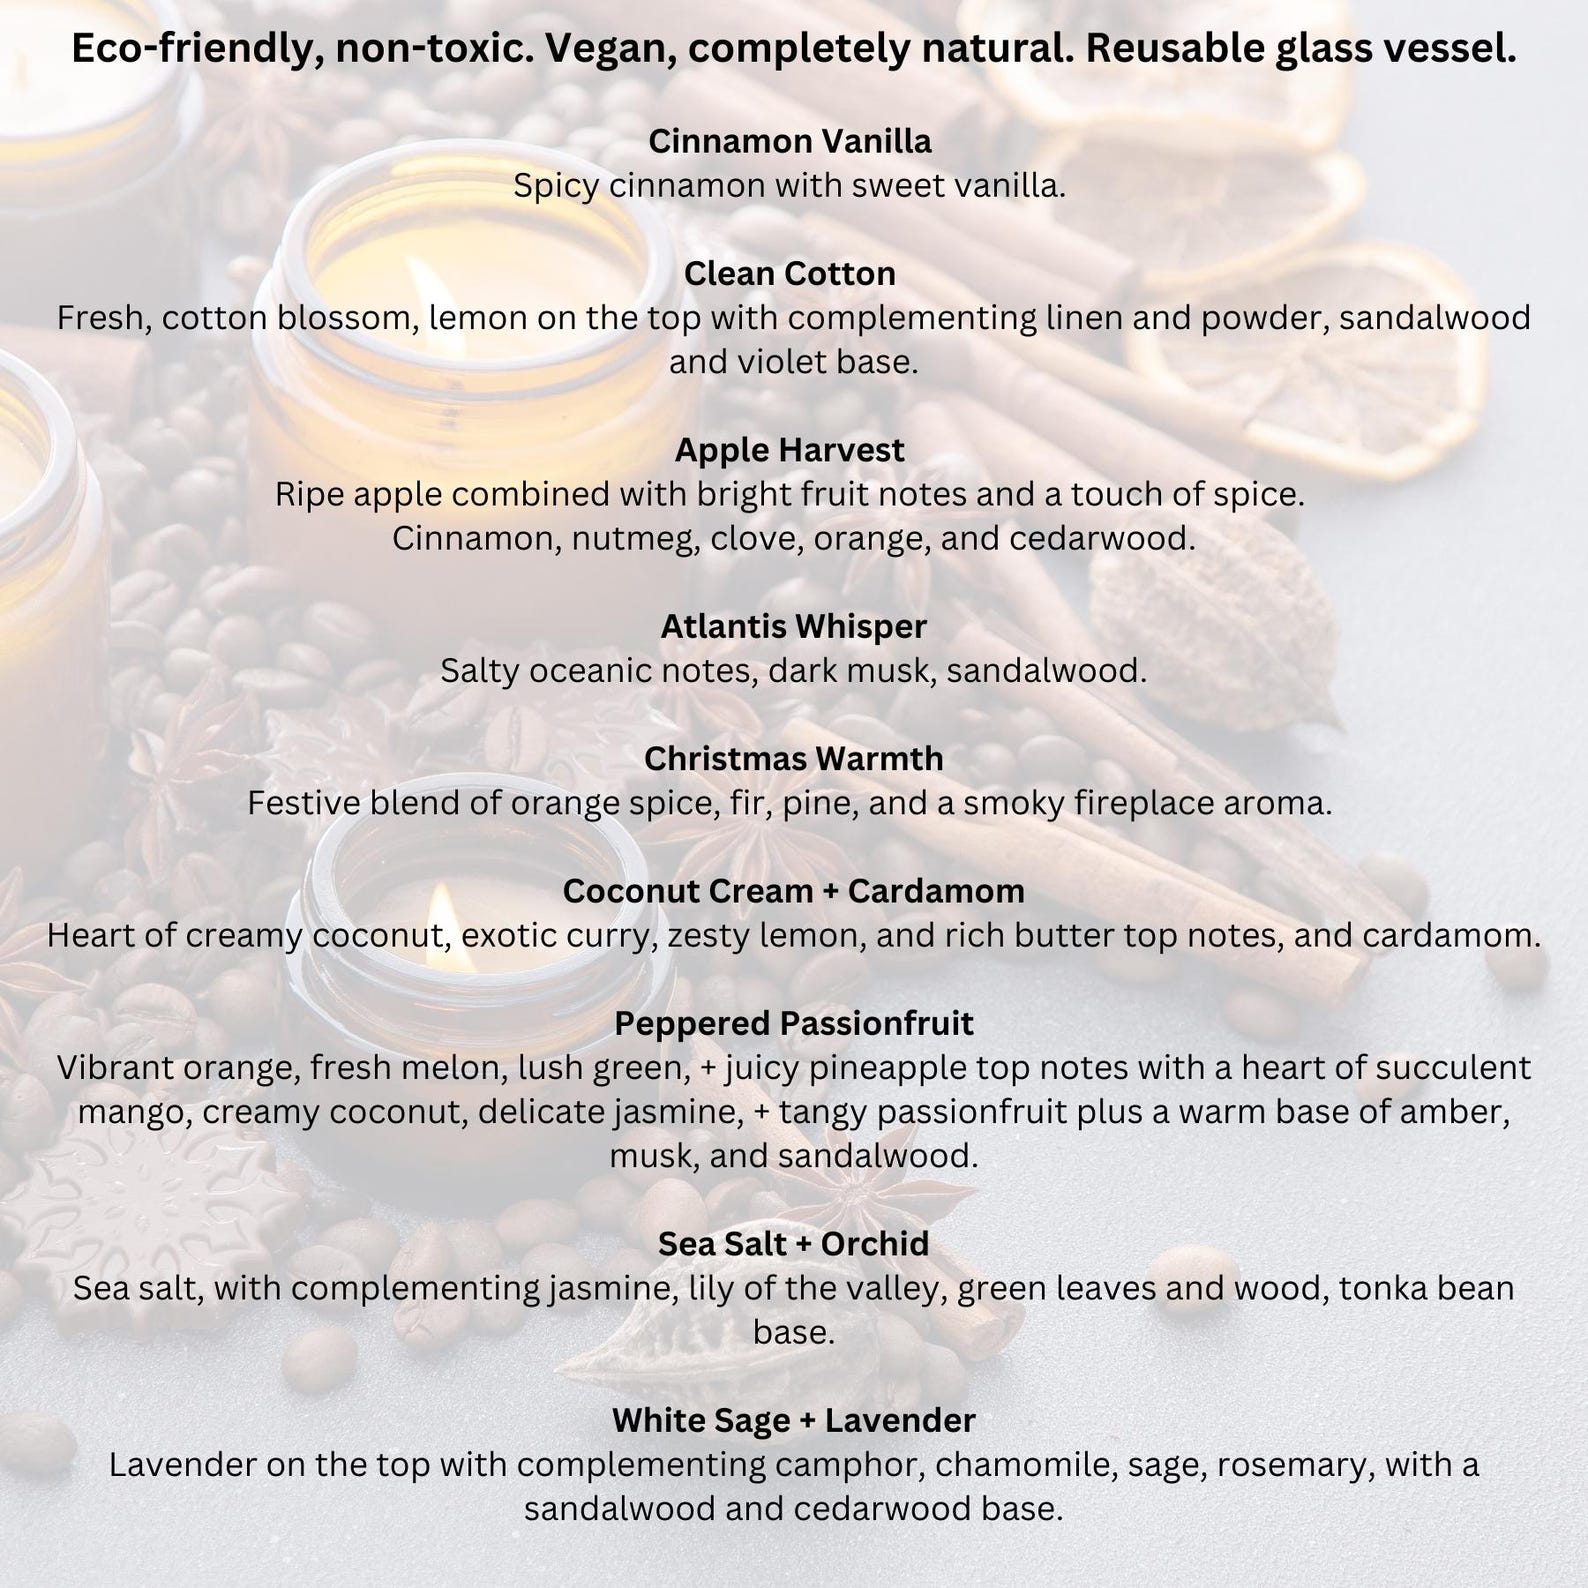 Eco-friendly, non-toxic. Vegan, completely natural. Reusable glass vessel.
Cinnamon Vanilla
Spicy cinnamon with sweet vanilla.
Clean Cotton
Fresh, cotton blossom, lemon on the top with complementing linen and powder, sandalwood
and violet base.
Apple Harvest
Ripe apple combined with bright fruit notes and a touch of spice.
Cinnamon, nutmeg, clove, orange, and cedarwood.
Atlantis Whisper
Salty oceanic notes, dark musk, sandalwood.
Christmas Warmth
Festive blend of orange spice, fir, pine, and a smoky fireplace aroma.
Coconut Cream + Cardamom
Heart of creamy coconut, exotic curry, zesty lemon, and rich butter top notes, and cardamom.
Peppered Passionfruit
Vibrant orange, fresh melon, lush green, + juicy pineapple top notes with a heart of succulent
mango, creamy coconut, delicate jasmine, + tangy passionfruit plus a warm base of amber,
musk, and sandalwood.
Sea Salt + Orchid
Sea salt, with complementing jasmine, lily of the valley, green leaves and wood, tonka bean
base.
White Sage + Lavender
Lavender on the top with complementing camphor, chamomile, sage, rosemary, with a
sandalwood and cedarwood base.